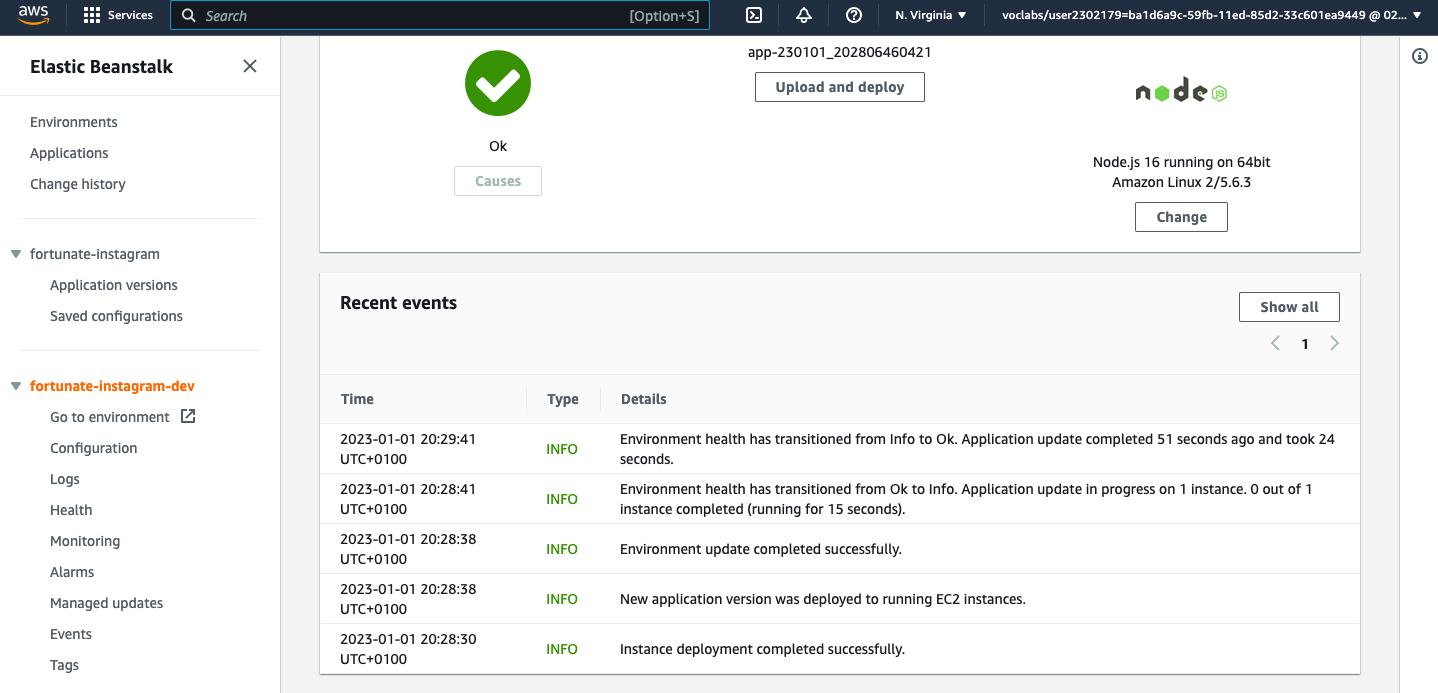 aws
Services
Search
[Option+S]
N. Virginia
voclabs/user2302179=ba1d6a9c-59fb-11ed-85d2-33c601ea9449 @ 02...
Elastic Beanstalk
Environments
Applications
Change history
fortunate-instagram
Application versions
Saved configurations
fortunate-instagram-dev
Go to environment
Configuration
Logs
Health
Monitoring
Alarms
Managed updates
Events
Tags
Ok
Causes
app-230101_202806460421
Upload and deploy
node
JS
Node.js 16 running on 64bit
Amazon Linux 2/5.6.3
Change
Recent events
Show all
1
Time Type Details
2023-01-01 20:29:41
UTC+0100
INFO
Environment health has transitioned from Info to Ok. Application update completed 51 seconds ago and took 24
seconds.
2023-01-01 20:28:41
UTC+0100
INFO
Environment health has transitioned from Ok to Info. Application update in progress on 1 instance. 0 out of 1
instance completed (running for 15 seconds).
2023-01-01 20:28:38
UTC+0100
INFO
Environment update completed successfully.
2023-01-01 20:28:38
UTC+0100
INFO
New application version was deployed to running EC2 instances.
2023-01-01 20:28:30
UTC+0100
INFO
Instance deployment completed successfully.